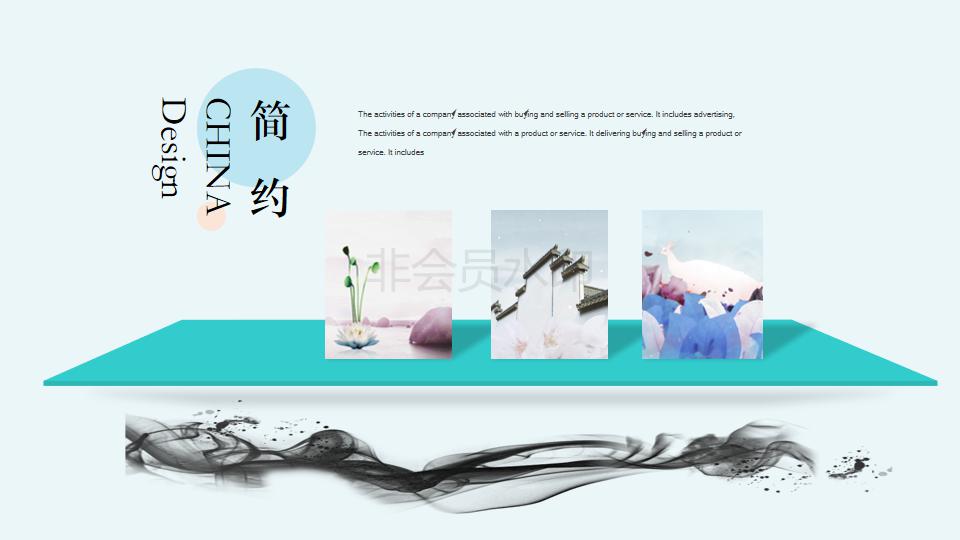 简约
CHINA
Design
The activities of a company associated with buying and selling a product or service. It includes advertising,
The activities of a company associated with a product or service. It delivering buying and selling a product or
service. It includes
非会员水印